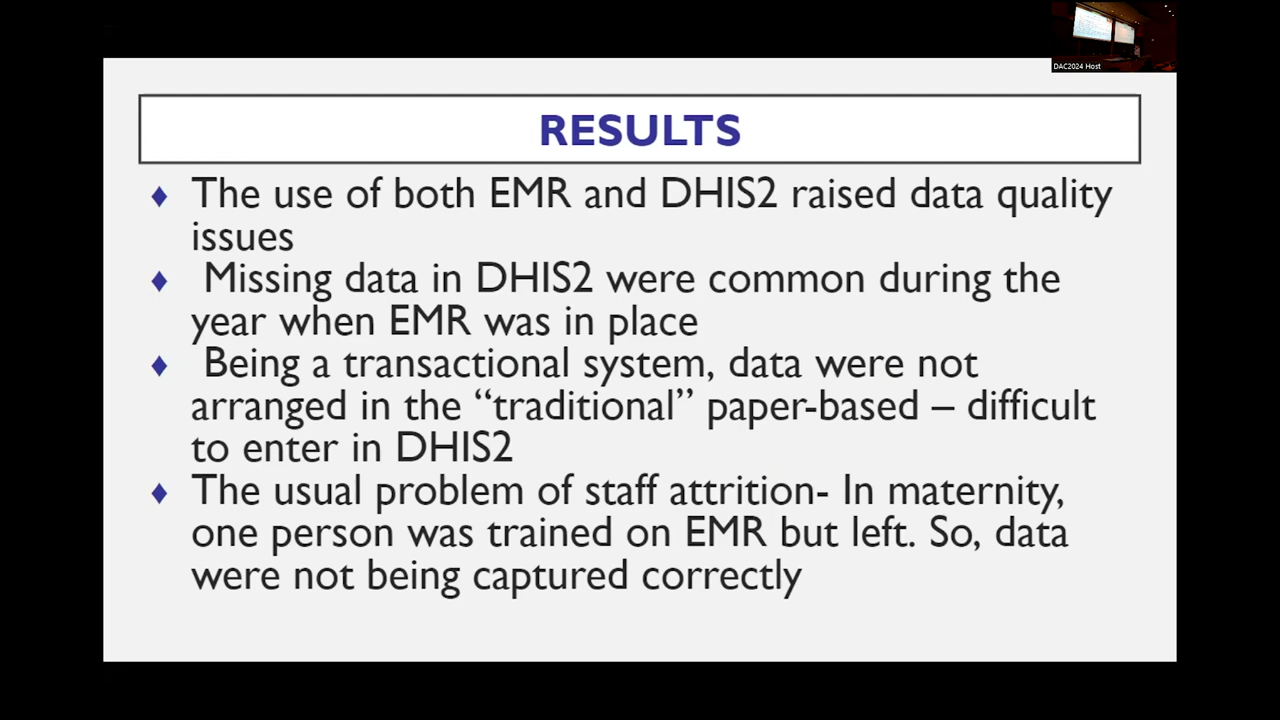 DAC2024 Host
RESULTS
♦ The use of both EMR and DHIS2 raised data quality
issues
♦ Missing data in DHIS2 were common during the
year when EMR was in place
♦ Being a transactional system, data were not
arranged in the “traditional” paper-based – difficult
to enter in DHIS2
♦ The usual problem of staff attrition- In maternity,
one person was trained on EMR but left. So, data
were not being captured correctly